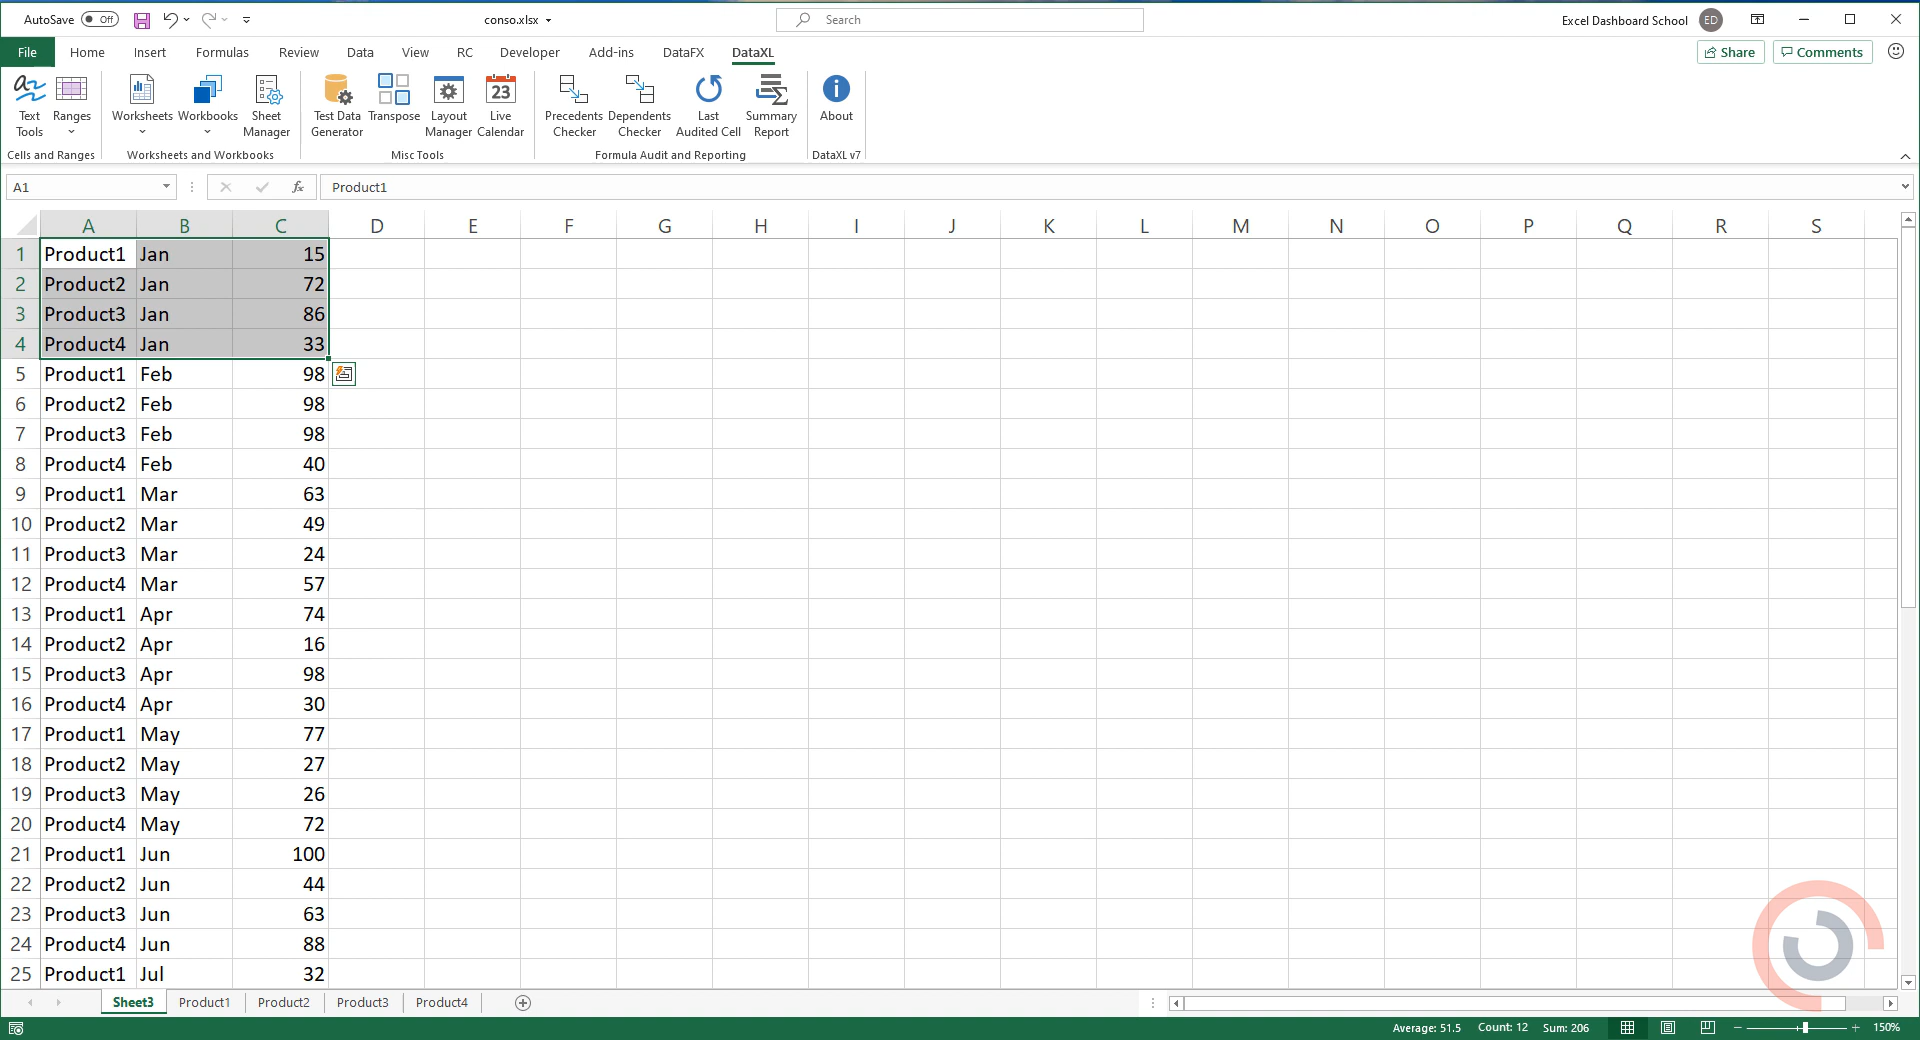 AutoSave Off conso.xlsx Search Excel Dashboard School ED
File Home Insert Formulas Review Data View RC Developer Add-ins DataFX DataXL Share Comments
Text Tools Ranges
Cells and Ranges
Worksheets Workbooks Sheet Manager
Worksheets and Workbooks
Test Data Generator Transpose Layout Manager 23 Live Calendar
Misc Tools
Precedents Checker Dependents Checker Last Audited Cell Summary Report
Formula Audit and Reporting
About
DataXL v7
A1 fx Product1
A B C D E F G H I J K L M N O P Q R S
1 Product1 Jan 15
2 Product2 Jan 72
3 Product3 Jan 86
4 Product4 Jan 33
5 Product1 Feb 98
6 Product2 Feb 98
7 Product3 Feb 98
8 Product4 Feb 40
9 Product1 Mar 63
10 Product2 Mar 49
11 Product3 Mar 24
12 Product4 Mar 57
13 Product1 Apr 74
14 Product2 Apr 16
15 Product3 Apr 98
16 Product4 Apr 30
17 Product1 May 77
18 Product2 May 27
19 Product3 May 26
20 Product4 May 72
21 Product1 Jun 100
22 Product2 Jun 44
23 Product3 Jun 63
24 Product4 Jun 88
25 Product1 Jul 32
Sheet3 Product1 Product2 Product3 Product4
Average: 51.5 Count: 12 Sum: 206 150%